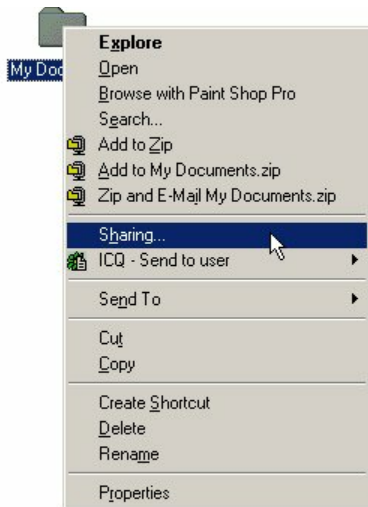 My Doc
Explore
Open
Browse with Paint Shop Pro
Search...
Add to Zip
Add to My Documents.zip
Zip and E-Mail My Documents.zip
Sharing...
ICQ - Send to user
Send To
Cut
Copy
Create Shortcut
Delete
Rename
Properties